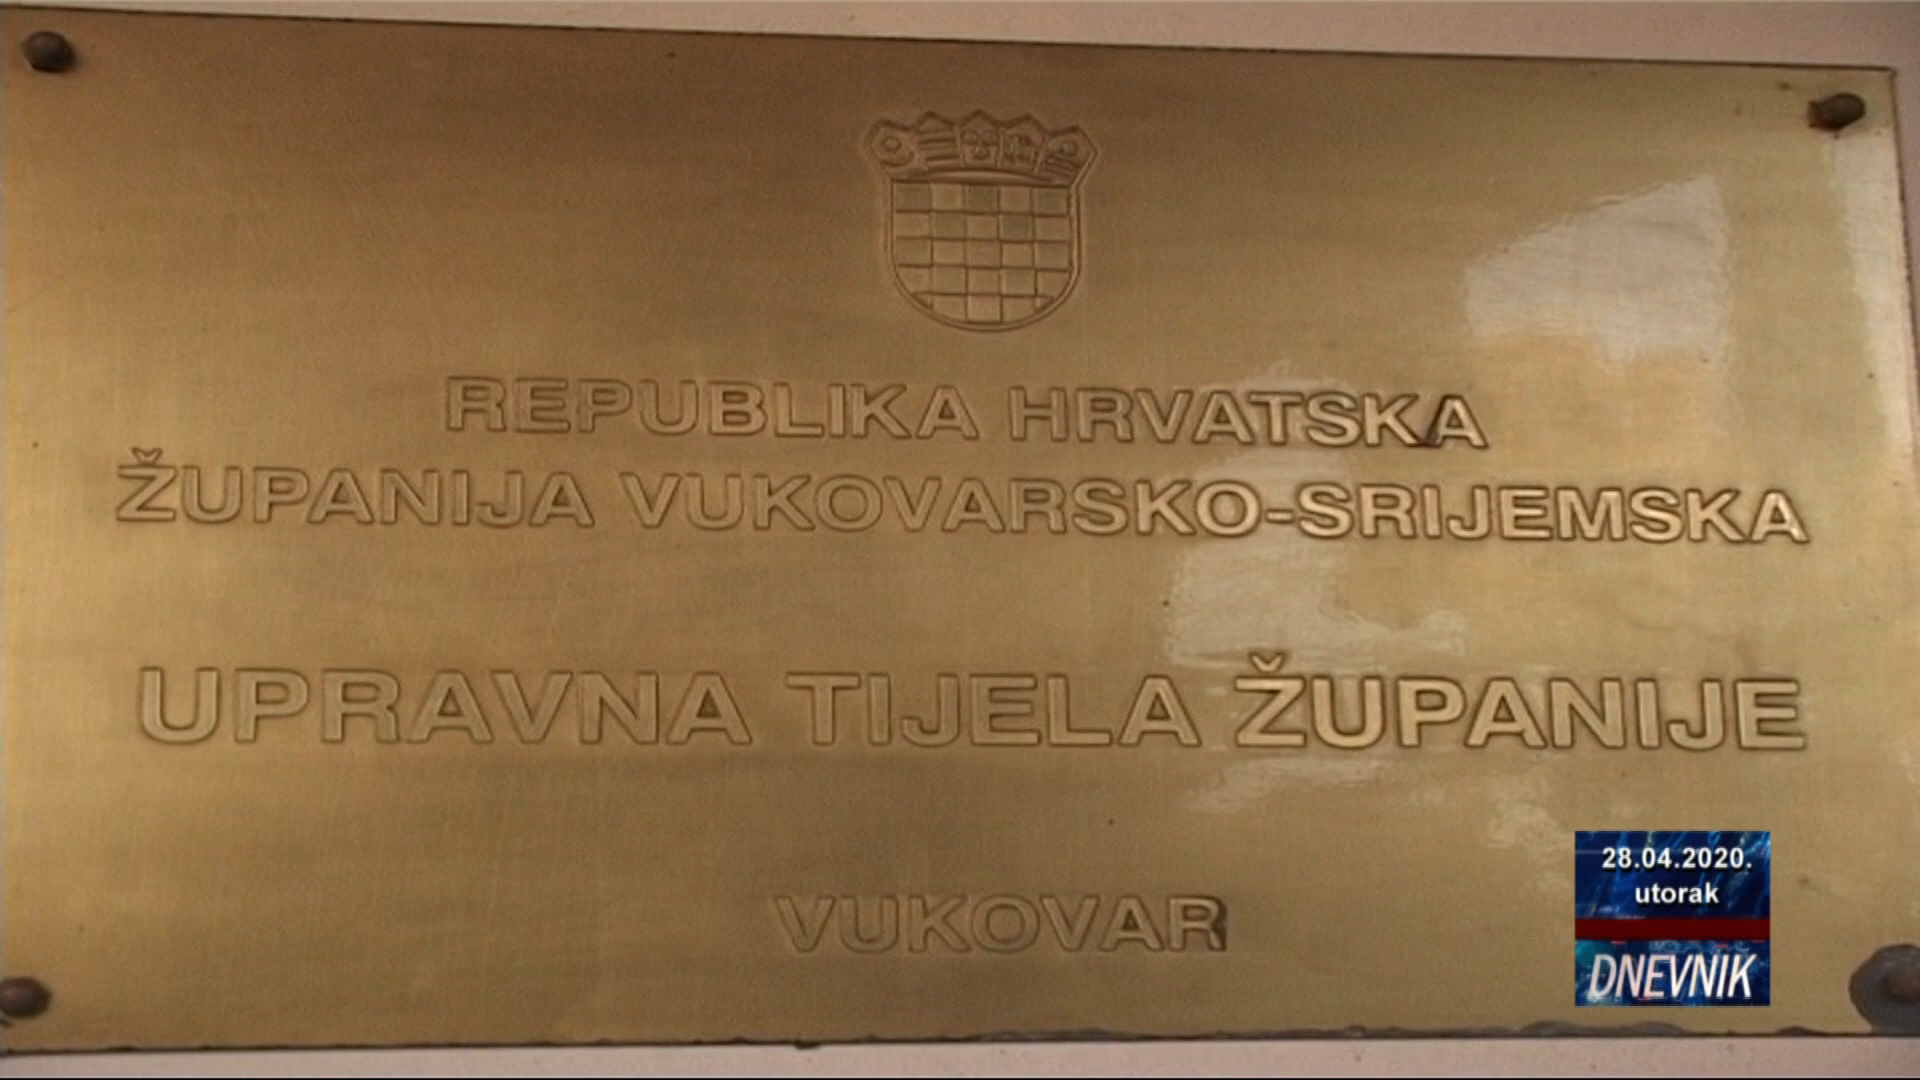 REPUBLIKA HRVATSKA
ŽUPANIJA VUKOVARSKO-SRIJEMSKA
UPRAVNA TIJELA ŽUPANIJE
VUKOVAR
28.04.2020.
utorak
DNEVNIK